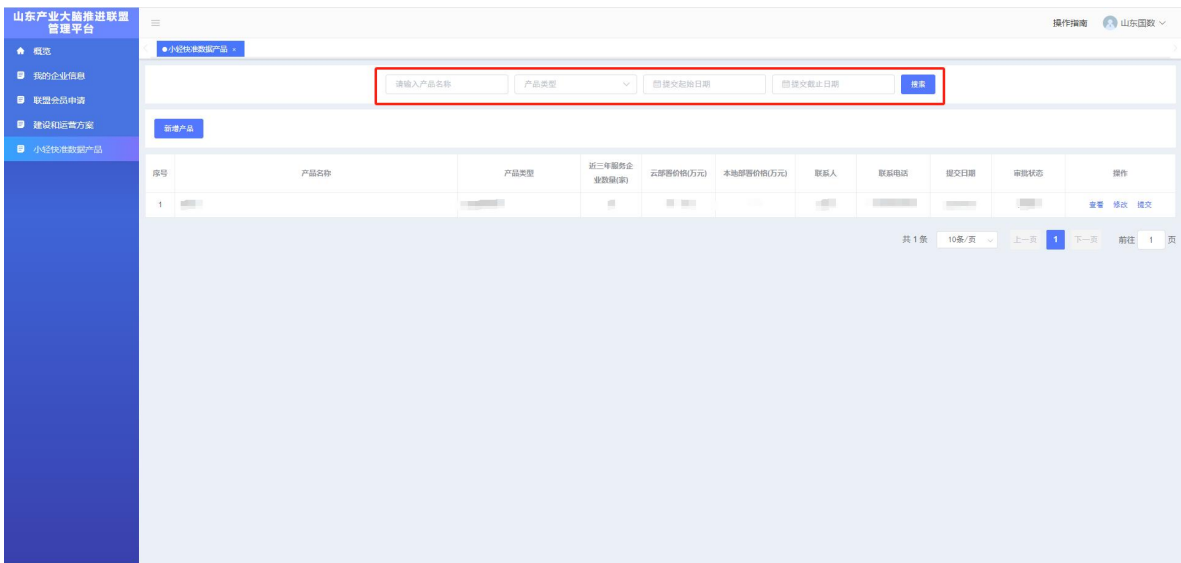 山东产业大脑推进联盟
管理平台
操作指南 山东国数
概览
小轻快准数据产品 ×
我的企业信息
请输入产品名称 产品类型 提交起始日期 提交截止日期 搜索
联盟会员申请
建设和运营方案
新增产品
小轻快准数据产品
序号 产品名称 产品类型 近三年服务企业数量(家) 云部署价格(万元) 本地部署价格(万元) 联系人 联系电话 提交日期 审批状态 操作
1 查看 修改 提交
共 1 条 10条/页 上一页 1 下一页 前往 1 页